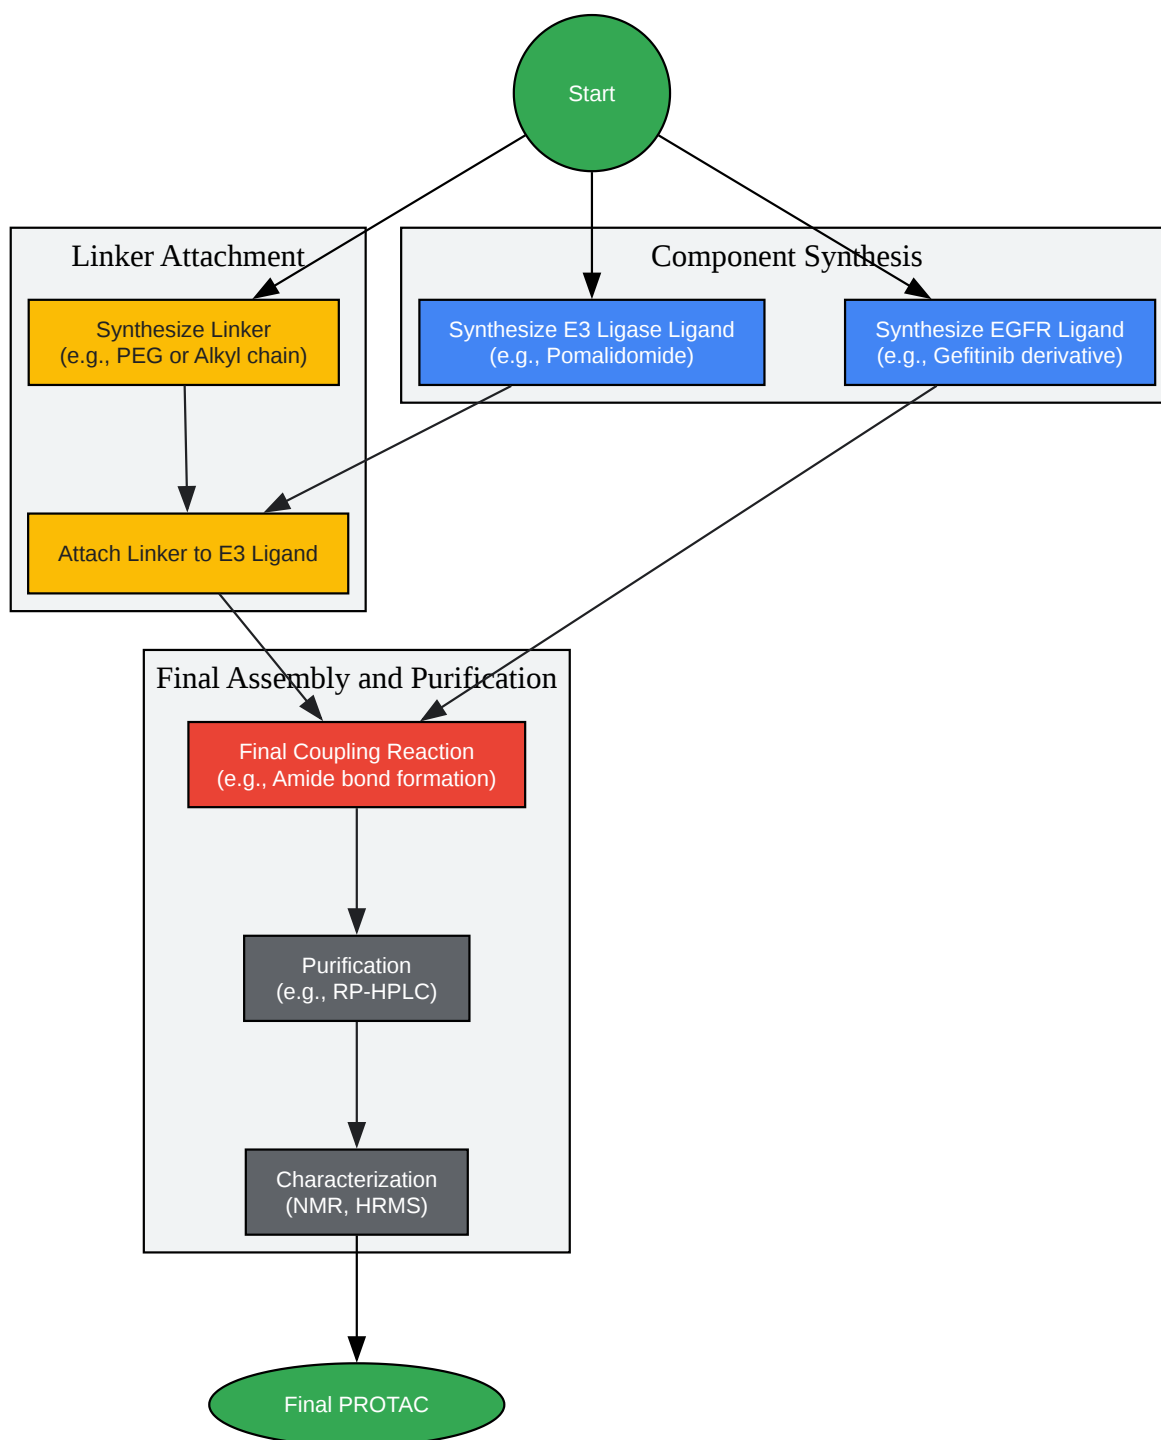 Start
Linker Attachment
Component Synthesis
Synthesize Linker
(e.g., PEG or Alkyl chain)
Synthesize E3 Ligase Ligand
(e.g., Pomalidomide)
Synthesize EGFR Ligand
(e.g., Gefitinib derivative)
Attach Linker to E3 Ligand
Final Assembly and Purification
Final Coupling Reaction
(e.g., Amide bond formation)
Purification
(e.g., RP-HPLC)
Characterization
(NMR, HRMS)
Final PROTAC